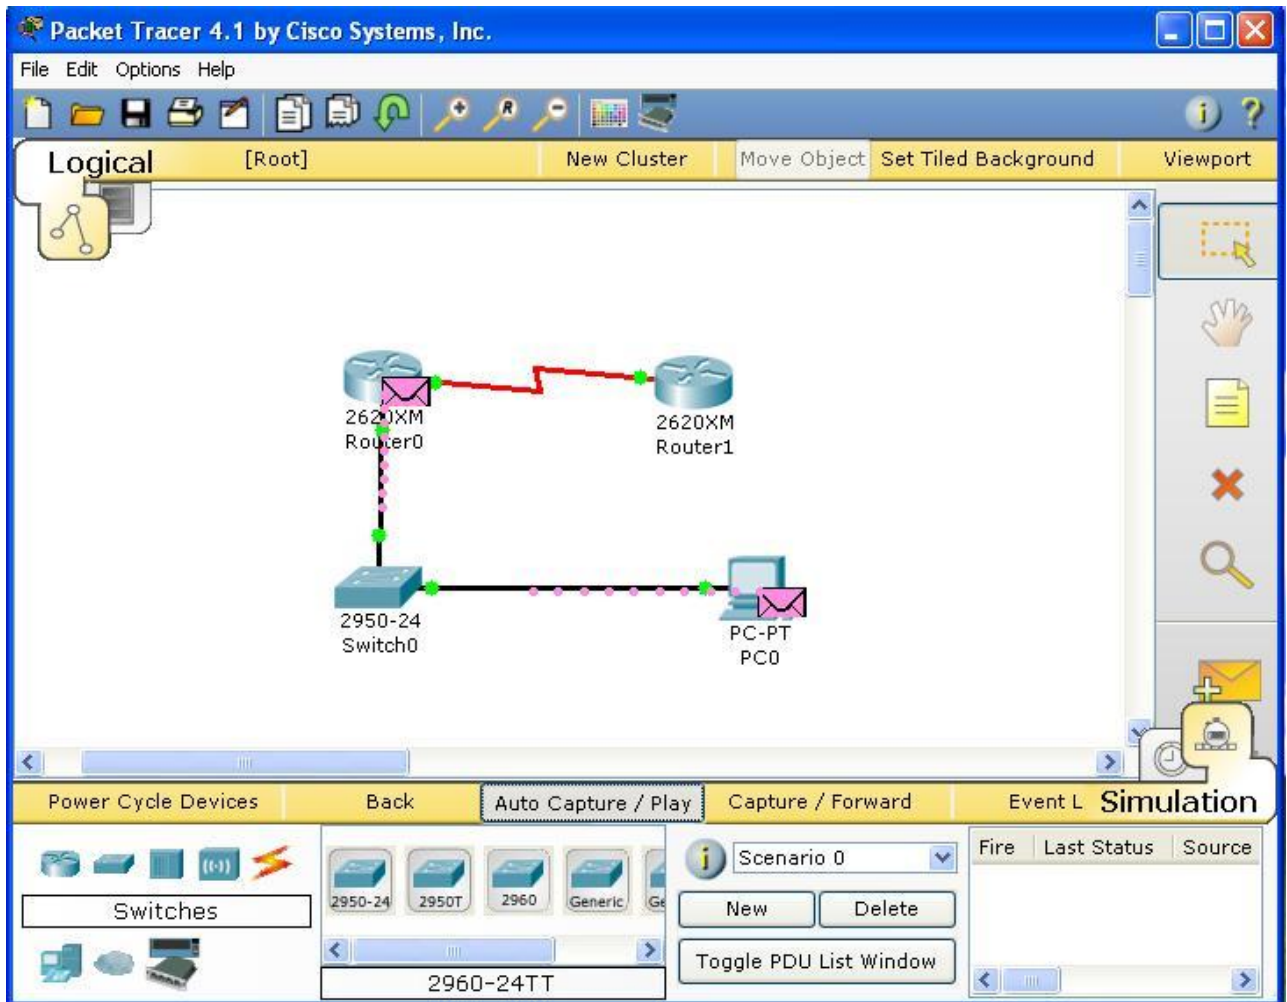 Packet Tracer 4.1 by Cisco Systems, Inc.
File Edit Options Help
R
i ?
Logical [Root] New Cluster Move Object Set Tiled Background Viewport
2620XM
Router0
2620XM
Router1
2950-24
Switch0
PC-PT
PC0
Power Cycle Devices Back Auto Capture / Play Capture / Forward Event L Simulation
Switches
2950-24 2950T 2960 Generic Ge
2960-24TT
i Scenario 0
New Delete
Toggle PDU List Window
Fire Last Status Source